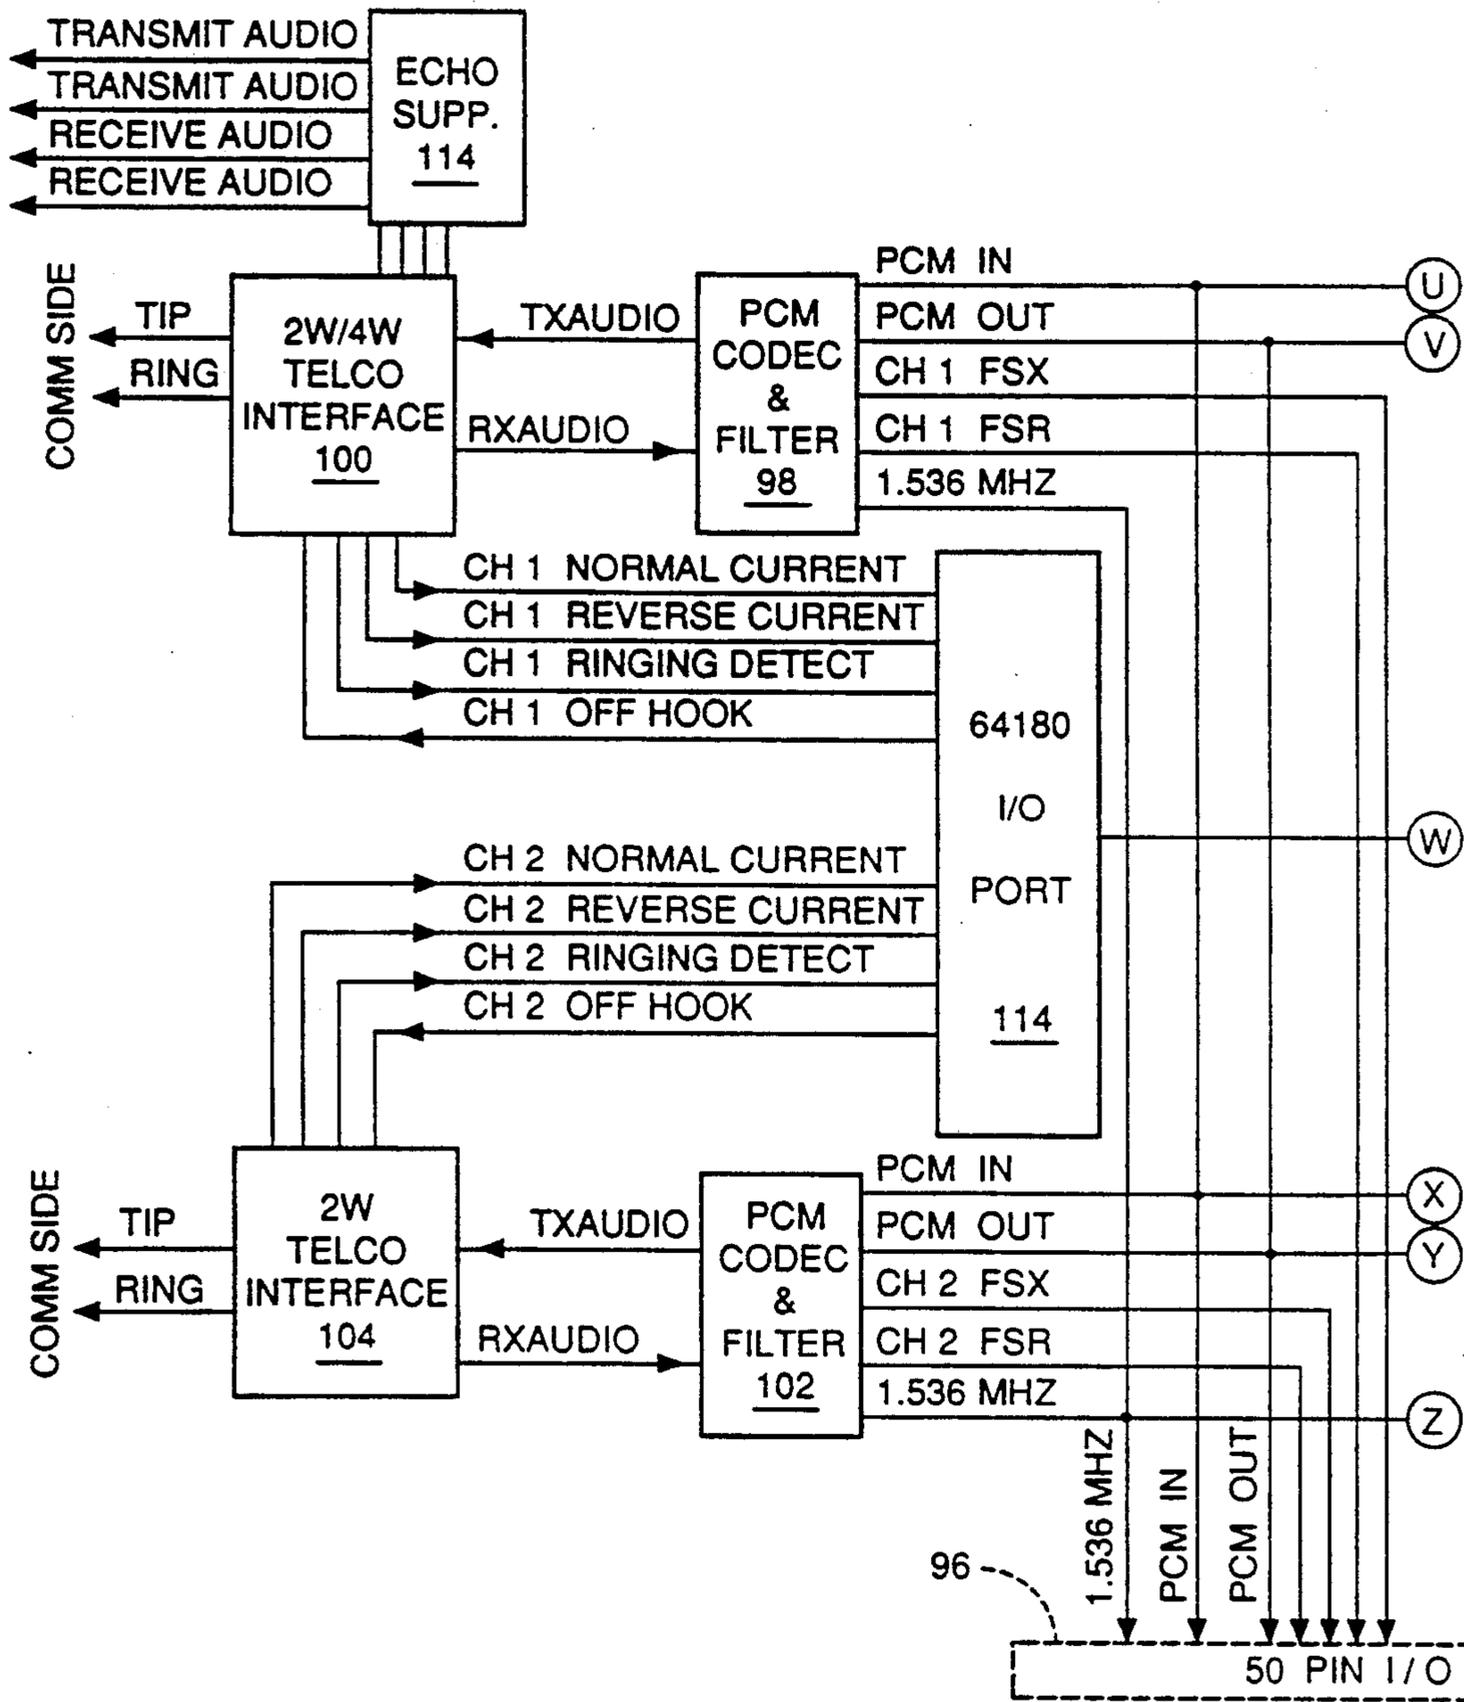 TRANSMIT AUDIO
TRANSMIT AUDIO
RECEIVE AUDIO
RECEIVE AUDIO
ECHO
SUPP.
114
COMM SIDE
TIP
RING
2W/4W
TELCO
INTERFACE
100
TXAUDIO
RXAUDIO
PCM
CODEC
&
FILTER
98
PCM IN
PCM OUT
CH 1 FSX
CH 1 FSR
1.536 MHZ
U
V
CH 1 NORMAL CURRENT
CH 1 REVERSE CURRENT
CH 1 RINGING DETECT
CH 1 OFF HOOK
64180
I/O
PORT
114
W
CH 2 NORMAL CURRENT
CH 2 REVERSE CURRENT
CH 2 RINGING DETECT
CH 2 OFF HOOK
COMM SIDE
TIP
RING
2W
TELCO
INTERFACE
104
TXAUDIO
RXAUDIO
PCM
CODEC
&
FILTER
102
PCM IN
PCM OUT
CH 2 FSX
CH 2 FSR
1.536 MHZ
X
Y
Z
1.536 MHZ
PCM IN
PCM OUT
96
50 PIN I/O